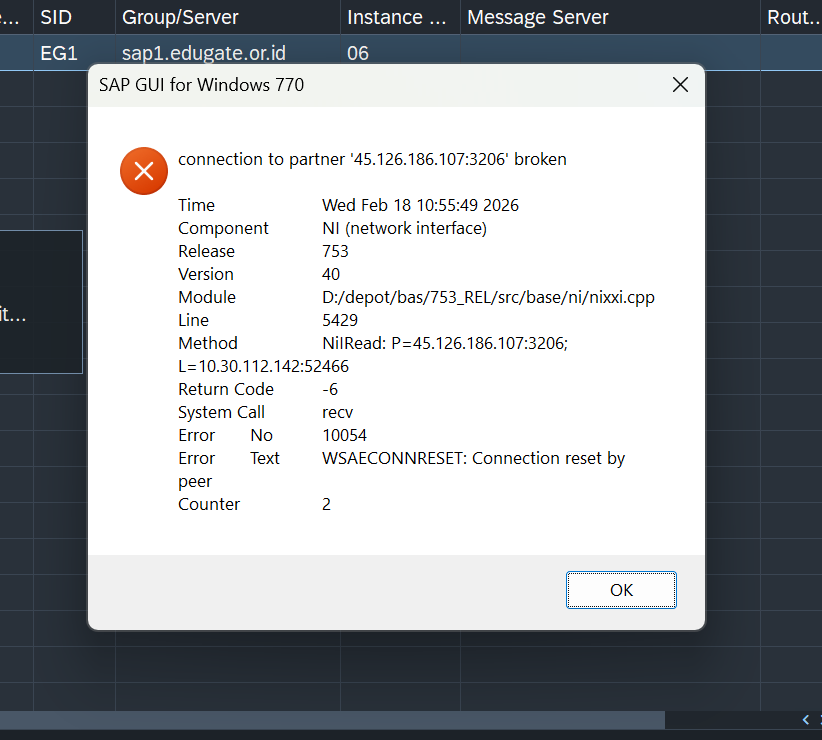 e... SID Group/Server Instance ... Message Server Rout...
EG1 sap1.edugate.or.id 06
SAP GUI for Windows 770
connection to partner '45.126.186.107:3206' broken
Time Wed Feb 18 10:55:49 2026
Component NI (network interface)
Release 753
Version 40
Module D:/depot/bas/753_REL/src/base/ni/nixxi.cpp
Line 5429
Method NiIRead: P=45.126.186.107:3206;
L=10.30.112.142:52466
Return Code -6
System Call recv
Error No 10054
Error Text WSAECONNRESET: Connection reset by
peer
Counter 2
it...
OK